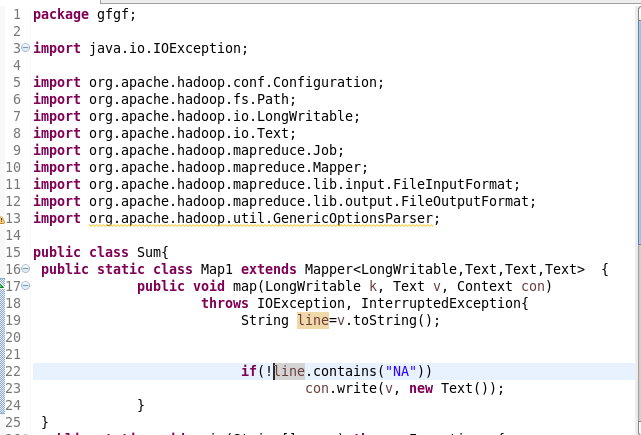 1 package gfgf;
2
3 import java.io.IOException;
4
5 import org.apache.hadoop.conf.Configuration;
6 import org.apache.hadoop.fs.Path;
7 import org.apache.hadoop.io.LongWritable;
8 import org.apache.hadoop.io.Text;
9 import org.apache.hadoop.mapreduce.Job;
10 import org.apache.hadoop.mapreduce.Mapper;
11 import org.apache.hadoop.mapreduce.lib.input.FileInputFormat;
12 import org.apache.hadoop.mapreduce.lib.output.FileOutputFormat;
13 import org.apache.hadoop.util.GenericOptionsParser;
14
15 public class Sum{
16 public static class Map1 extends Mapper<LongWritable,Text,Text,Text> {
17 public void map(LongWritable k, Text v, Context con)
18 throws IOException, InterruptedException{
19 String line=v.toString();
20
21
22 if(!line.contains("NA"))
23 con.write(v, new Text());
24 }
25 }